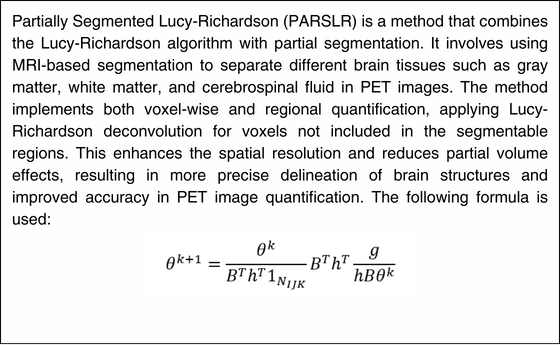 Partially Segmented Lucy-Richardson (PARSLR) is a method that combines
the Lucy-Richardson algorithm with partial segmentation. It involves using
MRI-based segmentation to separate different brain tissues such as gray
matter, white matter, and cerebrospinal fluid in PET images. The method
implements both voxel-wise and regional quantification, applying Lucy-
Richardson deconvolution for voxels not included in the segmentable
regions. This enhances the spatial resolution and reduces partial volume
effects, resulting in more precise delineation of brain structures and
improved accuracy in PET image quantification. The following formula is
used:
θ^{k+1} = \frac{θ^k}{B^T h^T 1_{N_{IJK}}} B^T h^T \frac{g}{hBθ^k}